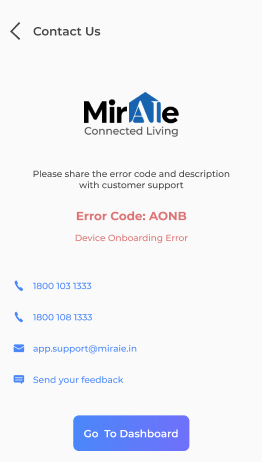 Contact Us
MirAIe
Connected Living
Please share the error code and description
with customer support
Error Code: AONB
Device Onboarding Error
1800 103 1333
1800 108 1333
app.support@miraie.in
Send your feedback
Go To Dashboard